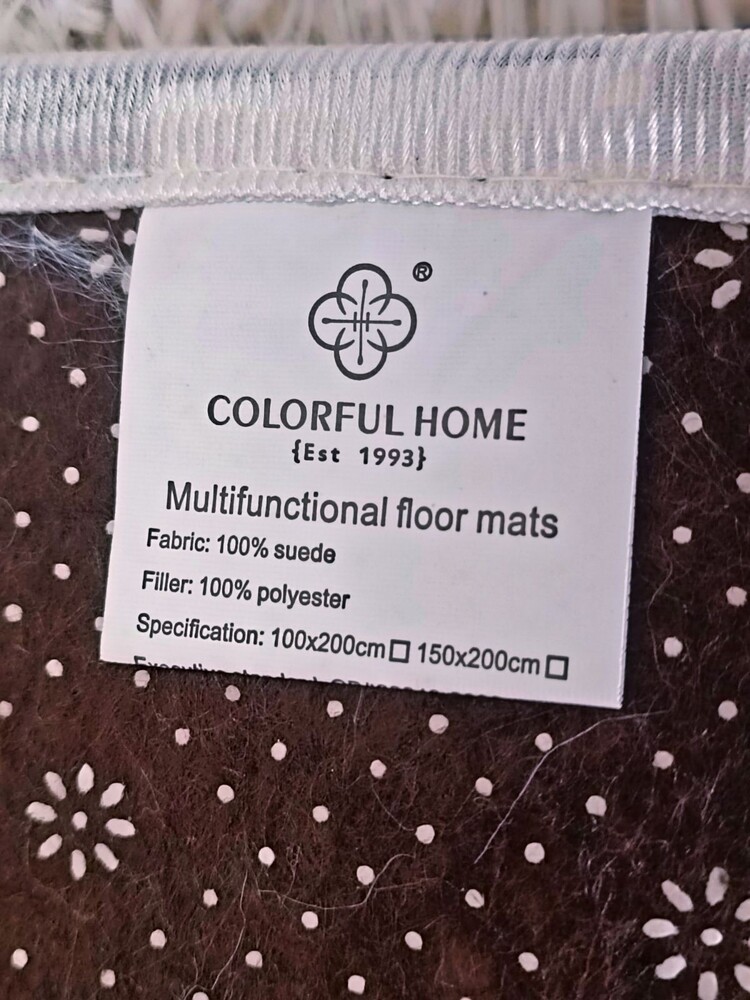 ®
COLORFUL HOME
{Est 1993}
Multifunctional floor mats
Fabric: 100% suede
Filler: 100% polyester
Specification: 100x200cm□ 150x200cm□